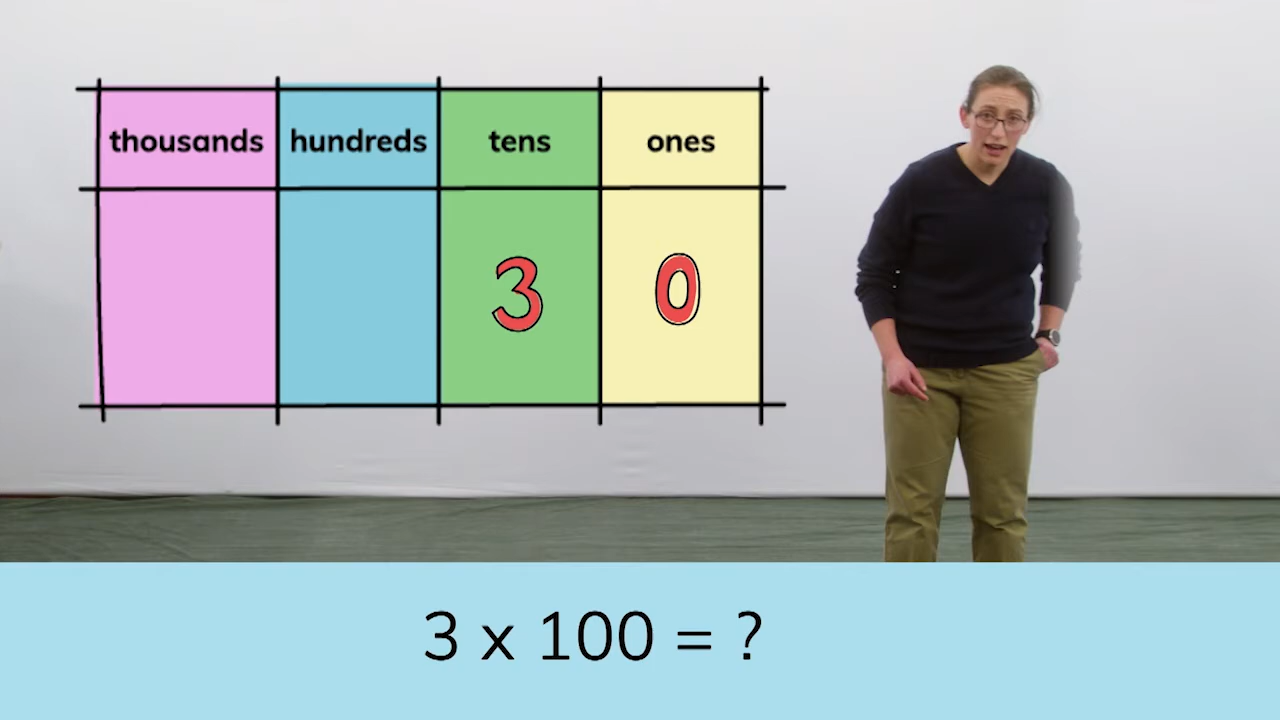 thousands hundreds tens ones
3 0
3 x 100 = ?